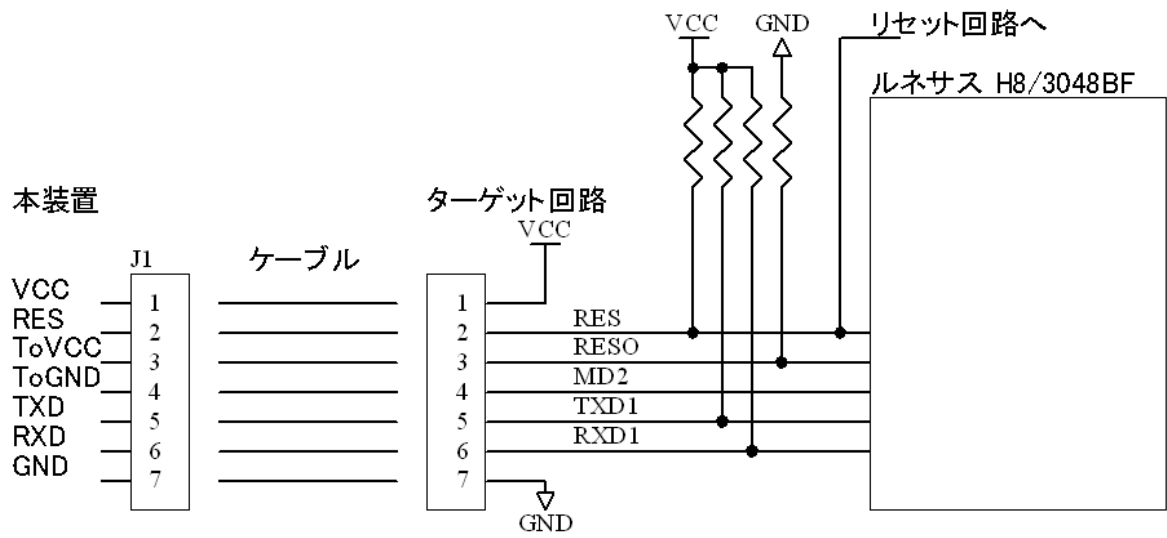 VCC GND リセット回路へ
ルネサス H8/3048BF
本装置 ターゲット回路
VCC
J1 ケーブル
VCC 1 1
RES 2 2 RES
ToVCC 3 3 RESO
ToGND 4 4 MD2
TXD 5 5 TXD1
RXD 6 6 RXD1
GND 7 7
GND